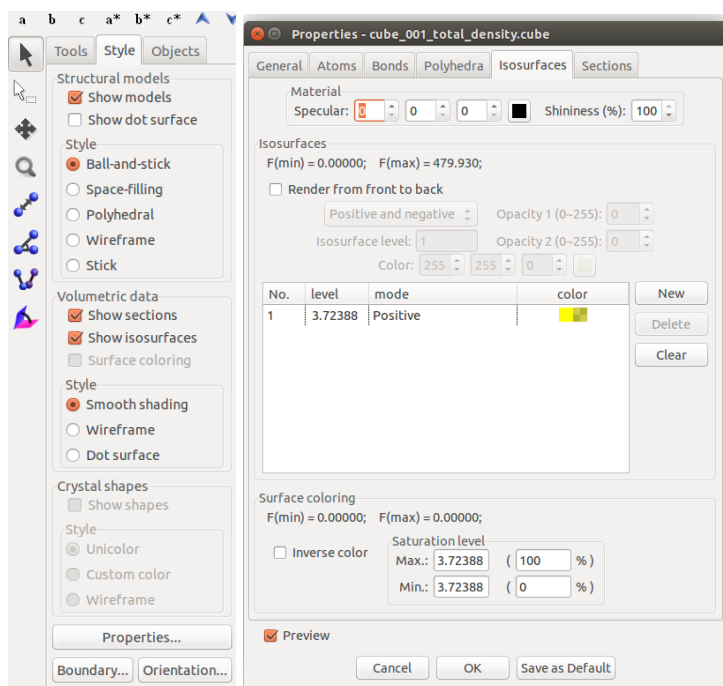 a b c a* b* c*
Tools Style Objects
Structural models
Show models
Show dot surface
Style
Ball-and-stick
Space-filling
Polyhedral
Wireframe
Stick
Volumetric data
Show sections
Show isosurfaces
Surface coloring
Style
Smooth shading
Wireframe
Dot surface
Crystal shapes
Show shapes
Style
Unicolor
Custom color
Wireframe
Properties...
Boundary... Orientation...
Properties - cube_001_total_density.cube
General Atoms Bonds Polyhedra Isosurfaces Sections
Material
Specular: 0 0 0 Shininess (%): 100
Isosurfaces
F(min) = 0.00000; F(max) = 479.930;
Render from front to back
Positive and negative Opacity 1 (0~255): 0
Isosurface level: 1 Opacity 2 (0~255): 0
Color: 255 255 0
No. level mode color New
1 3.72388 Positive
Delete
Clear
Surface coloring
F(min) = 0.00000; F(max) = 0.00000;
Saturation level
Inverse color Max.: 3.72388 ( 100 %)
Min.: 3.72388 ( 0 %)
Preview
Cancel OK Save as Default